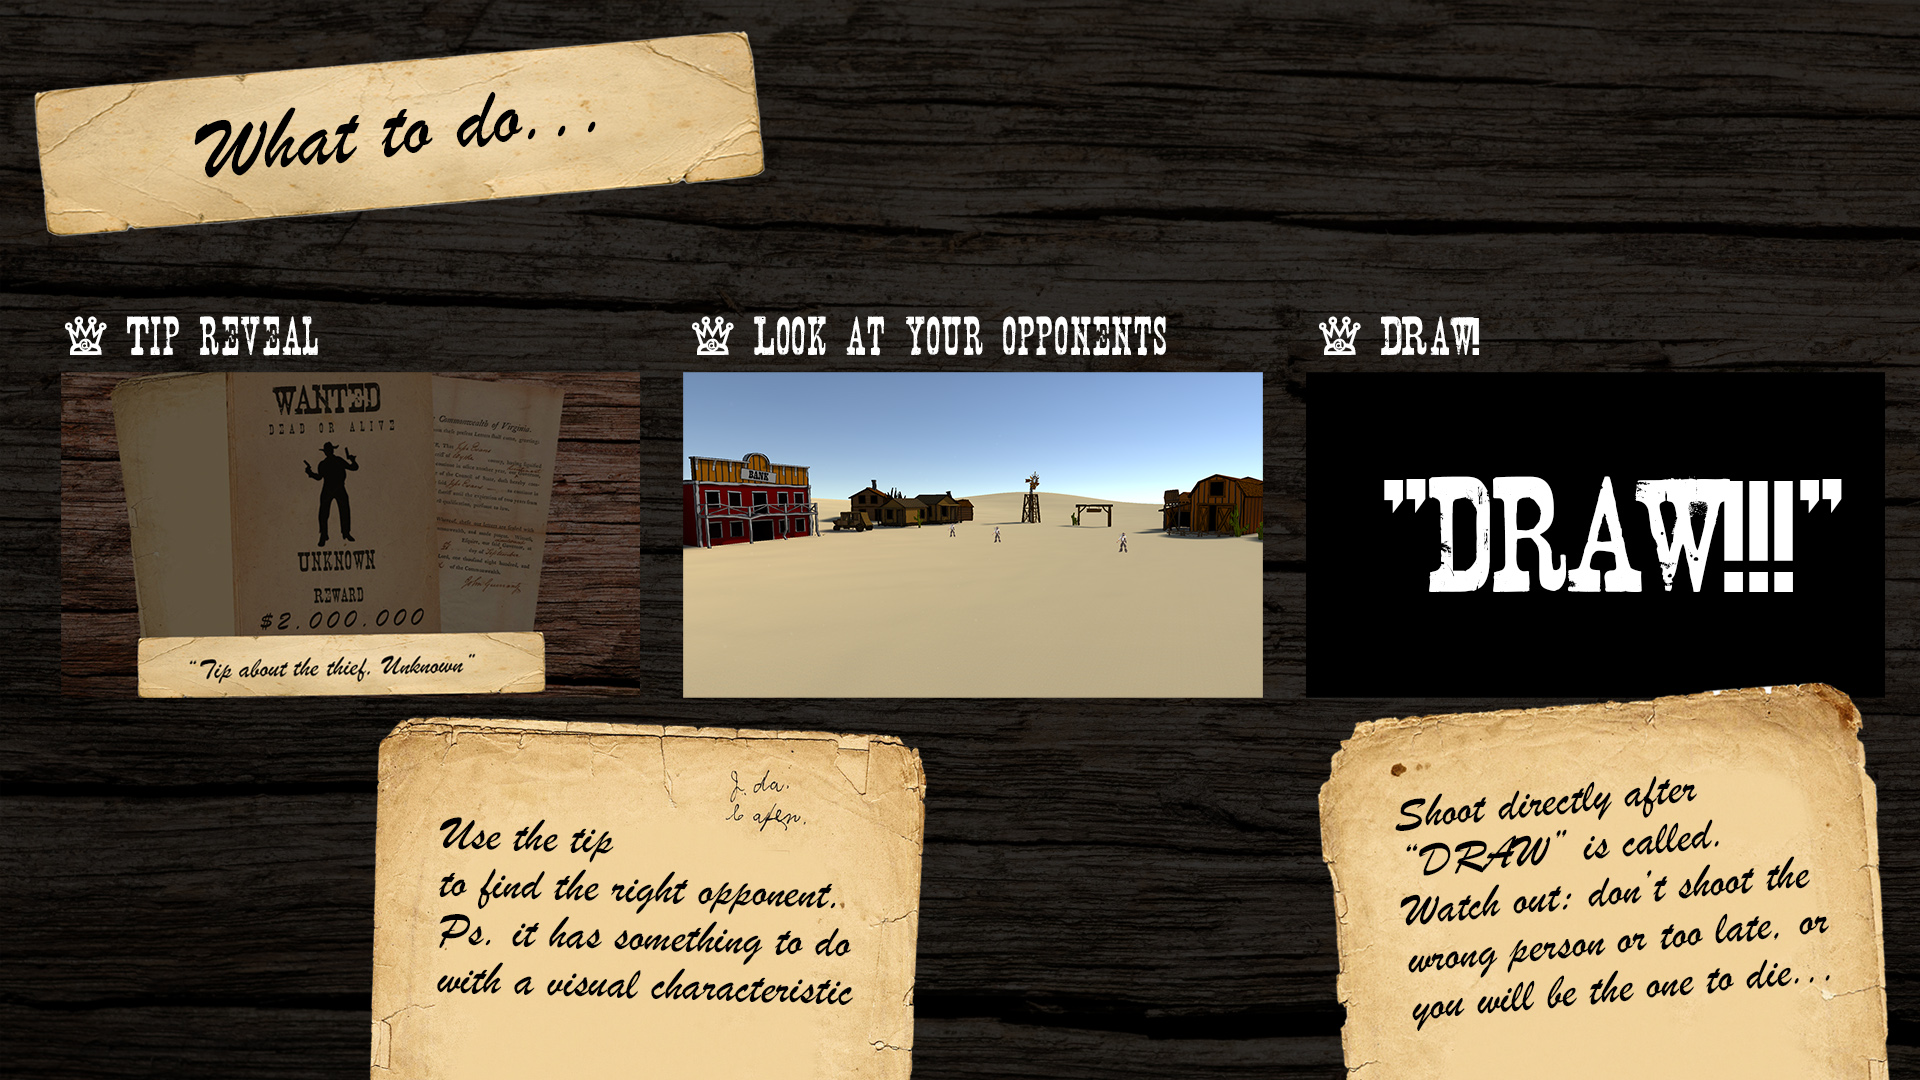 What to do...
TIP REVEAL
LOOK AT YOUR OPPONENTS
DRAW!
WANTED
DEAD OR ALIVE
UNKNOWN
REWARD
$2.000.000
Commonwealth of Virginia.
"Tip about the thief, Unknown"
BANK
"DRAW!!!"
Use the tip
to find the right opponent.
Ps. it has something to do
with a visual characteristic
Shoot directly after
"DRAW" is called.
Watch out: don't shoot the
wrong person or too late, or
you will be the one to die...